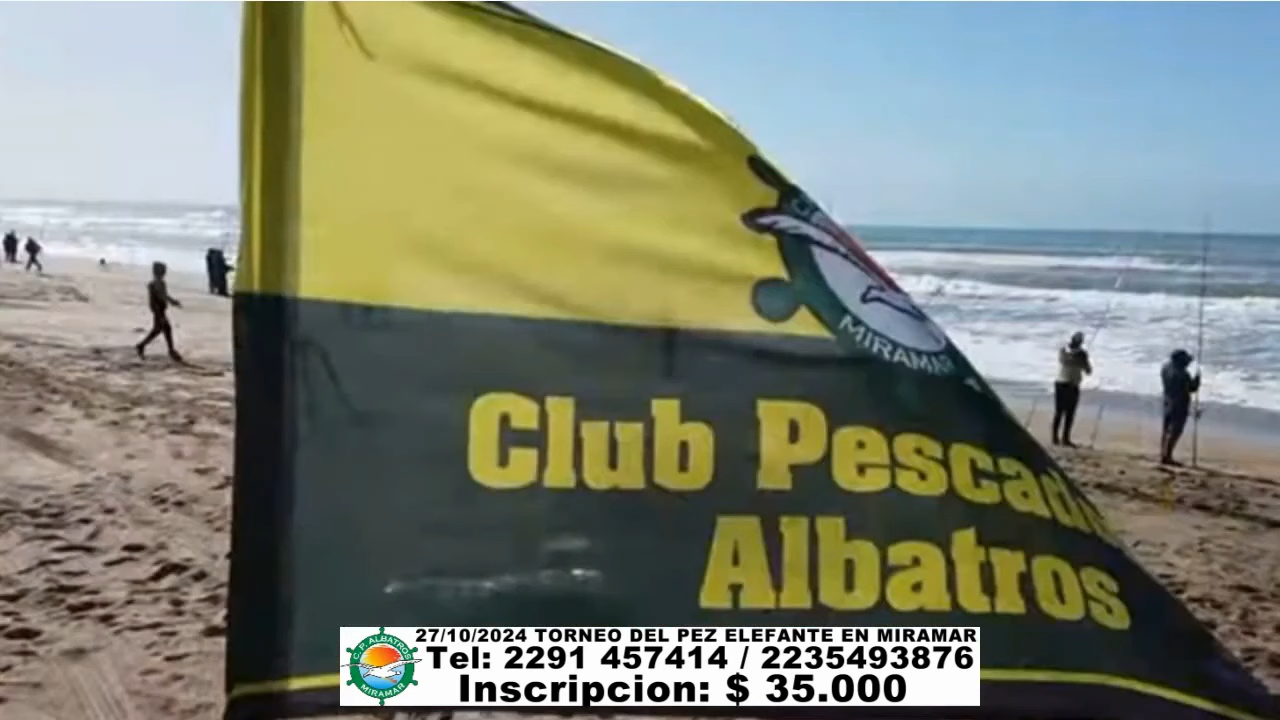 MIRAMAR
Club
Albatros
27/10/2024 TORNEO DEL PEZ ELEFANTE EN MIRAMAR
C.P. ALBATROS
MIRAMAR
Tel: 2291 457414 / 2235493876
Inscripcion: $ 35.000